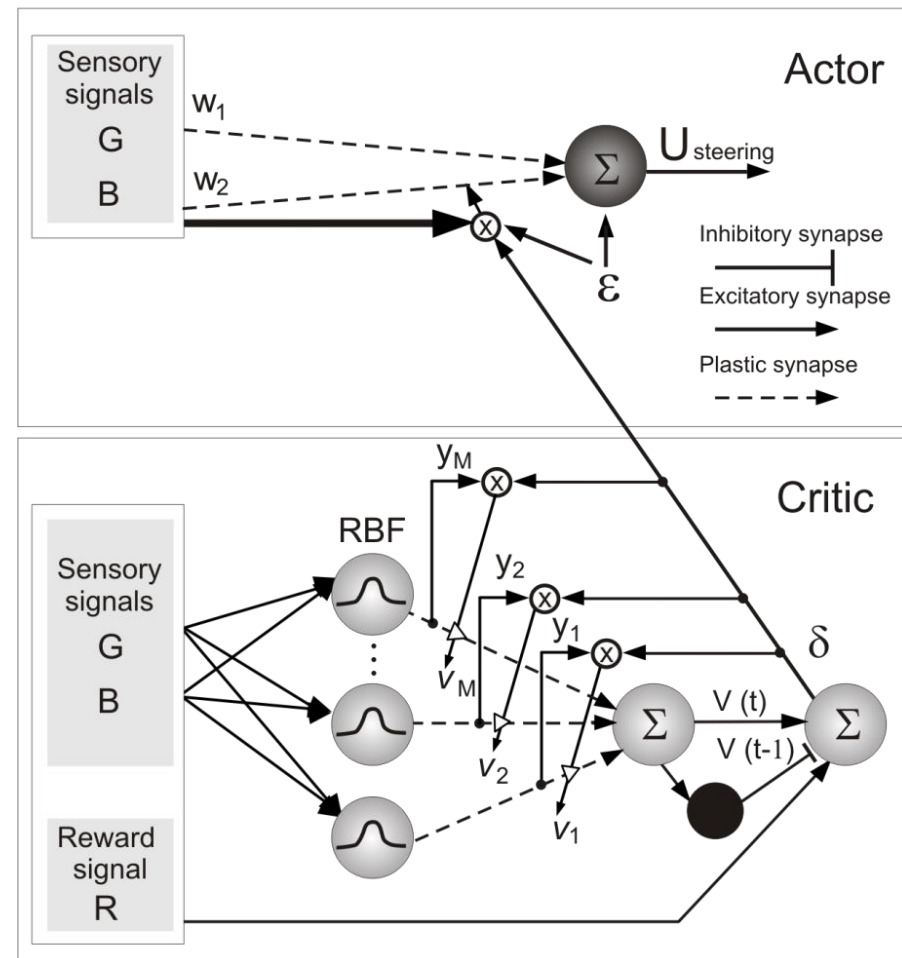 Actor
Sensory
signals
G
B
w1
w2
x
Σ
U steering
ε
Inhibitory synapse
Excitatory synapse
Plastic synapse
Critic
Sensory
signals
G
B
Reward
signal
R
RBF
yM
x
y2
x
y1
x
vM
v2
v1
δ
Σ
V (t)
V (t-1)
Σ